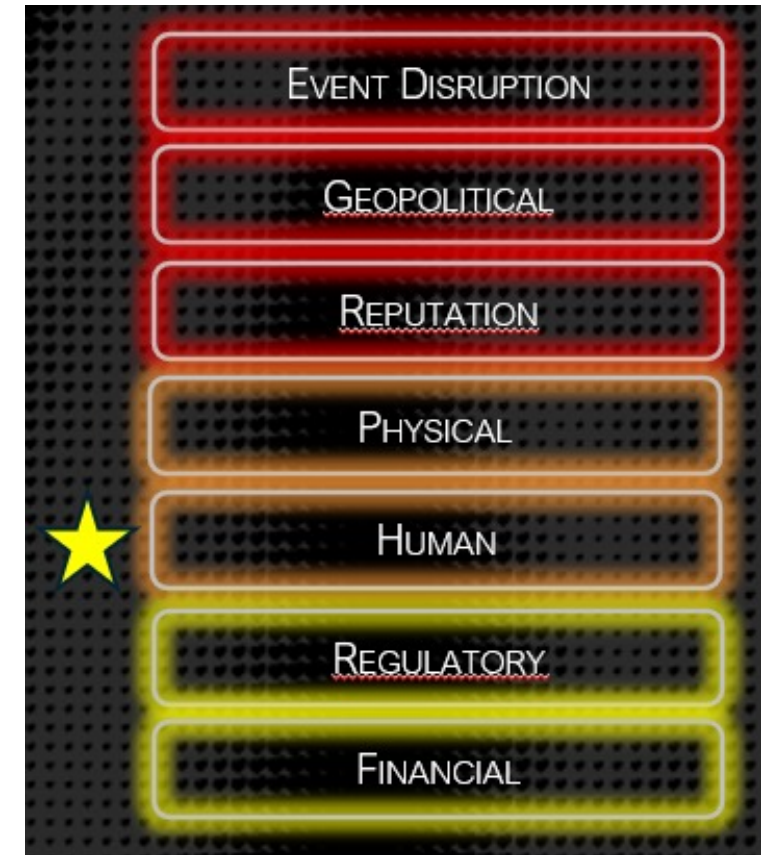 Event Disruption
Geopolitical
Reputation
Physical
Human
Regulatory
Financial